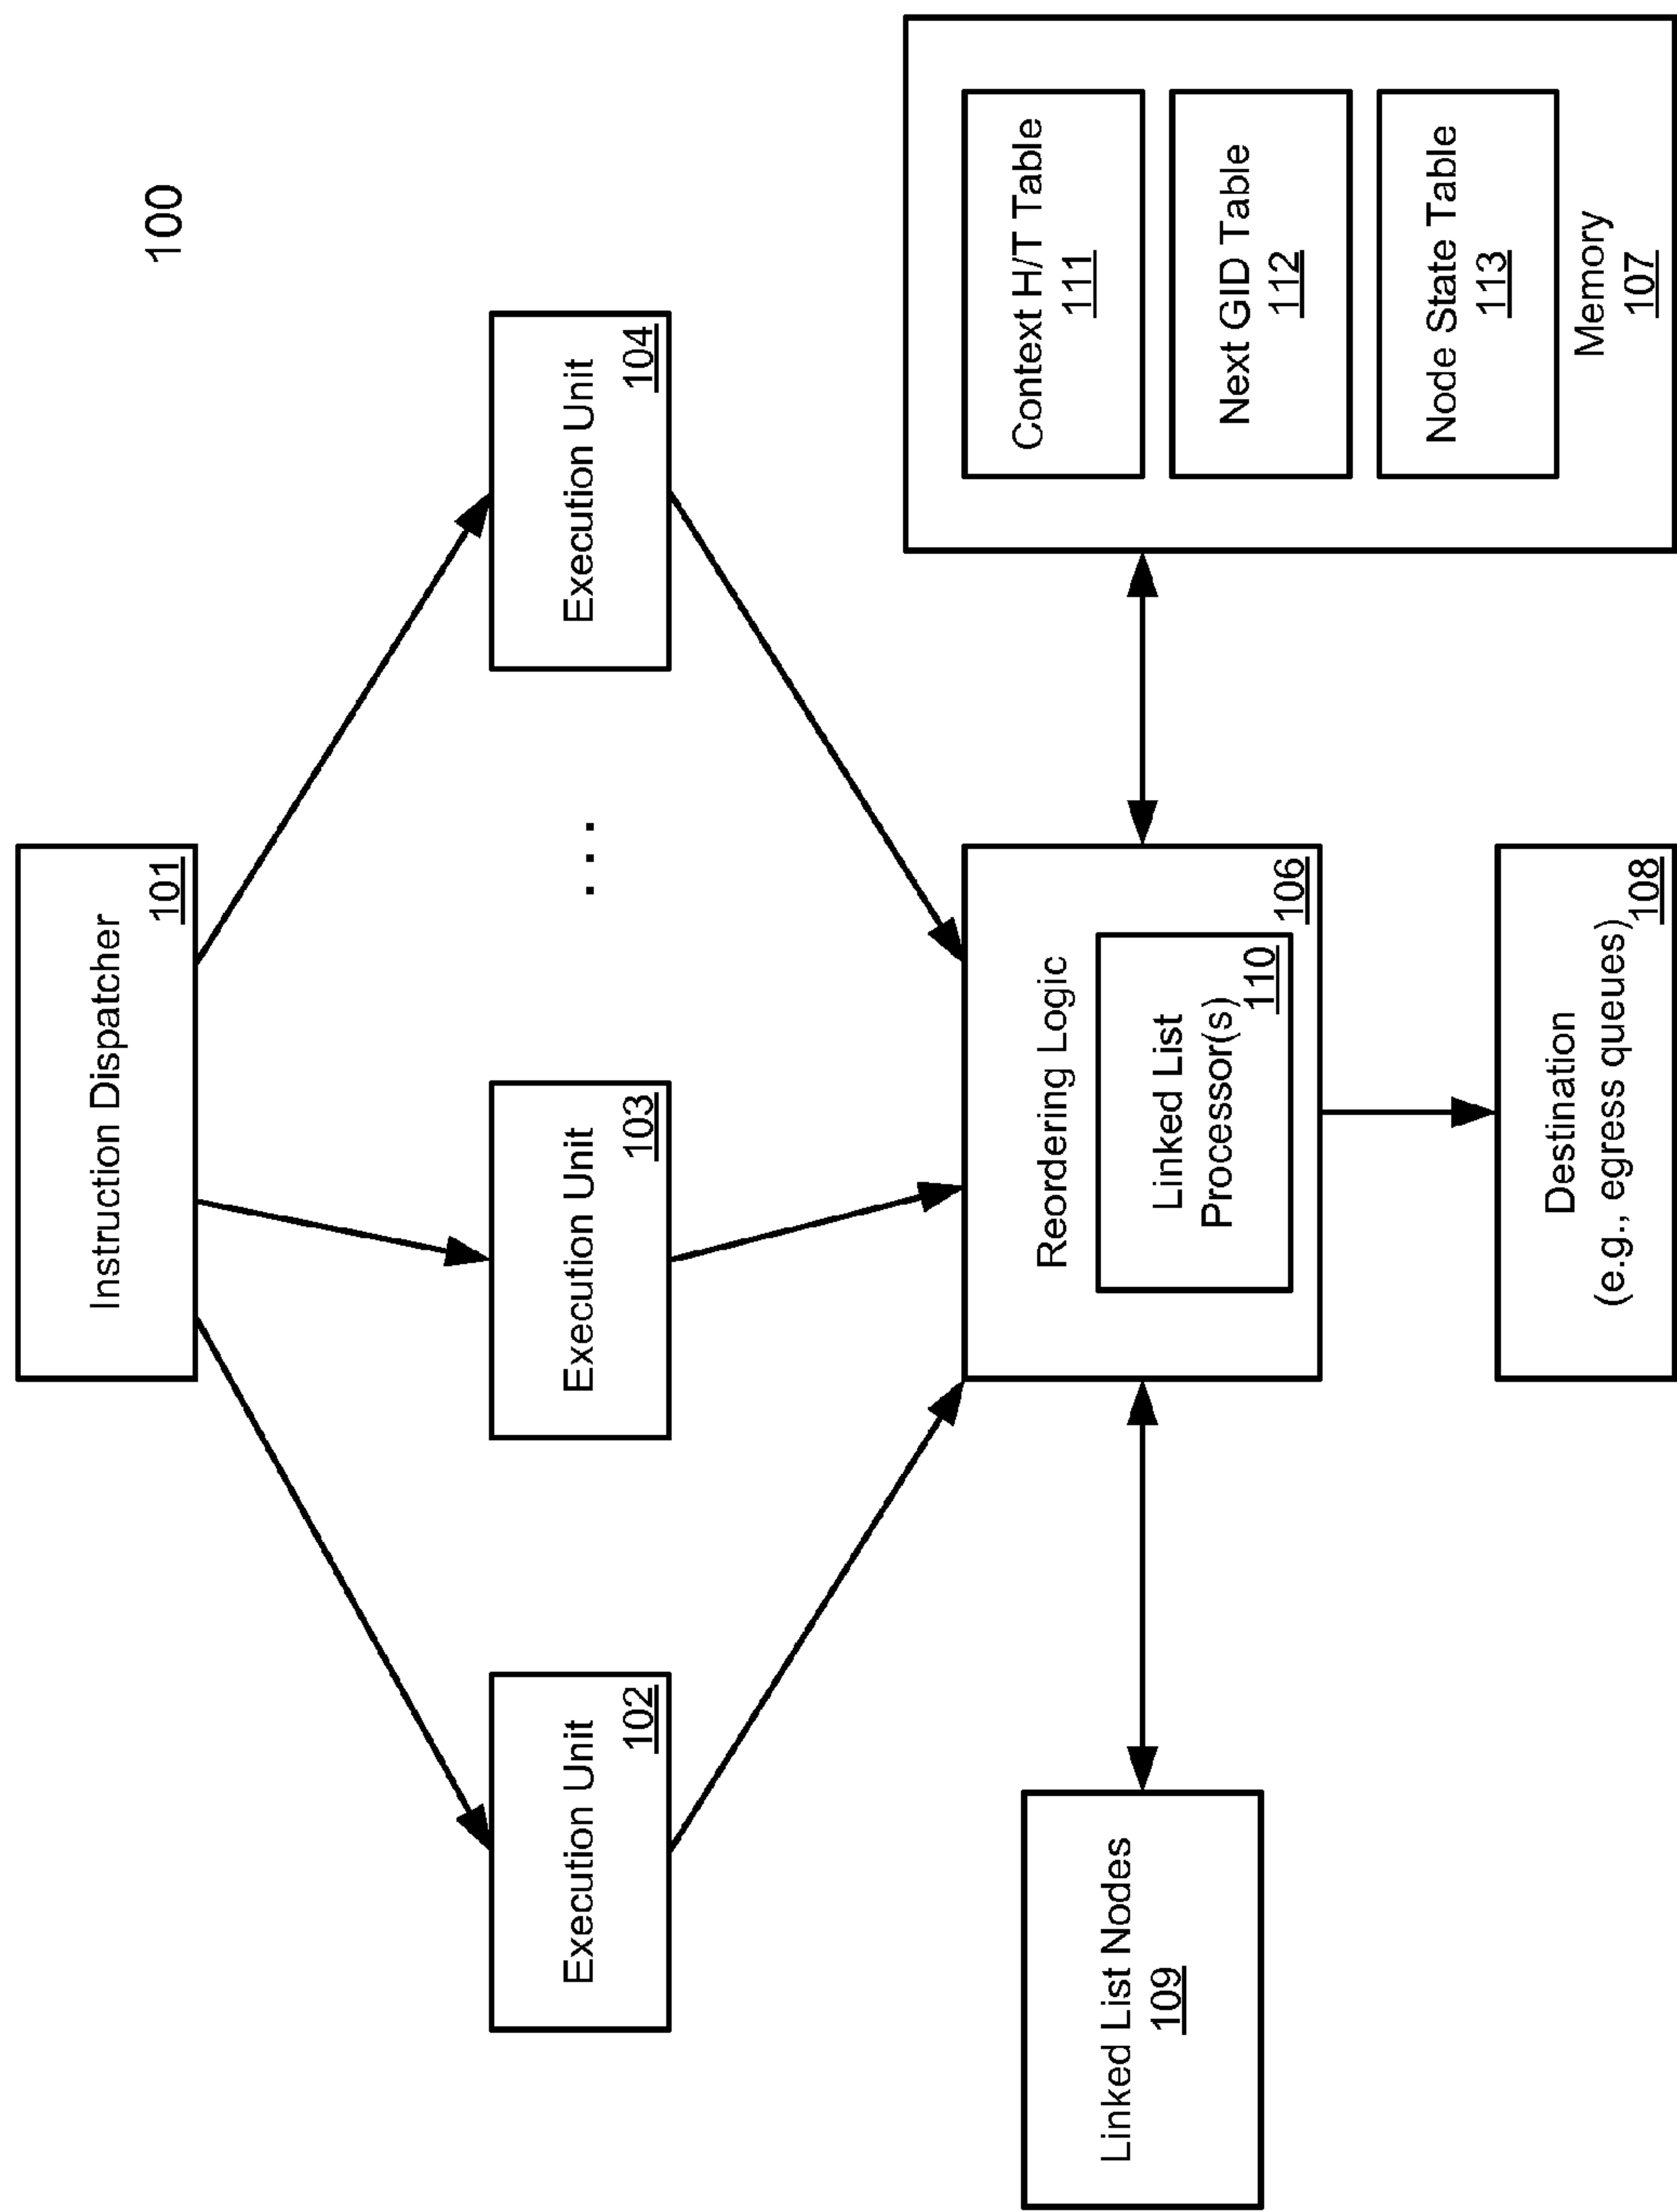 100
Instruction Dispatcher
101
Execution Unit
102
Execution Unit
103
. . .
Execution Unit
104
Linked List Nodes
109
Reordering Logic
106
Linked List
Processor(s)
110
Context H/T Table
111
Next GID Table
112
Node State Table
113
Memory
107
Destination
(e.g., egress queues)
108